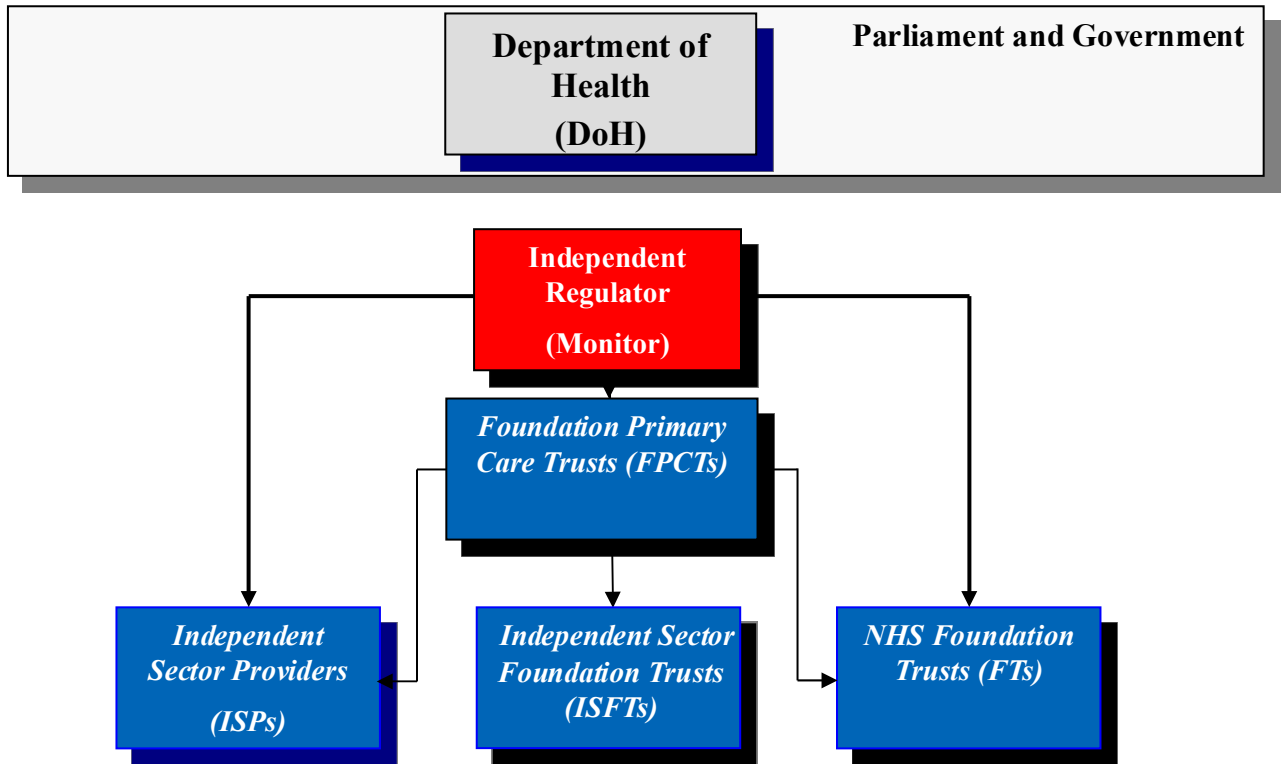 Department of
Health
(DoH)
Parliament and Government
Independent
Regulator
(Monitor)
Foundation Primary
Care Trusts (FPCTs)
Independent
Sector Providers
(ISPs)
Independent Sector
Foundation Trusts
(ISFTs)
NHS Foundation
Trusts (FTs)